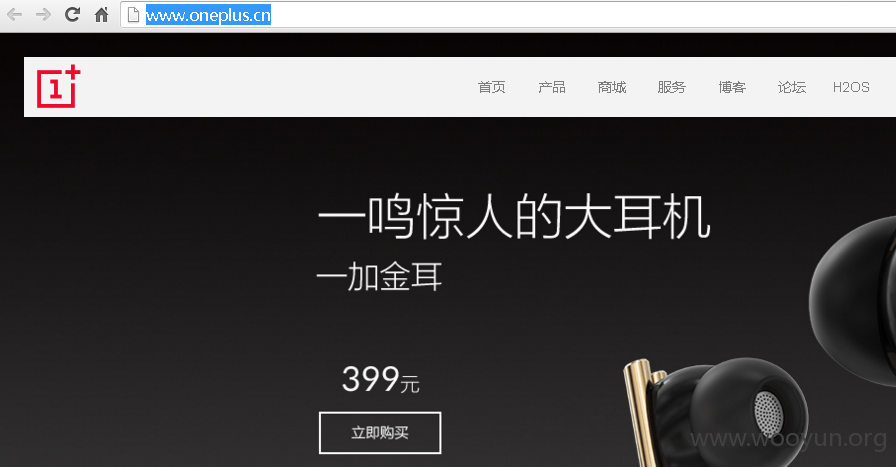 www.oneplus.cn
1+
首页 产品 商城 服务 博客 论坛 H2OS
一鸣惊人的大耳机
一加金耳
399元
立即购买
www.wooyun.org